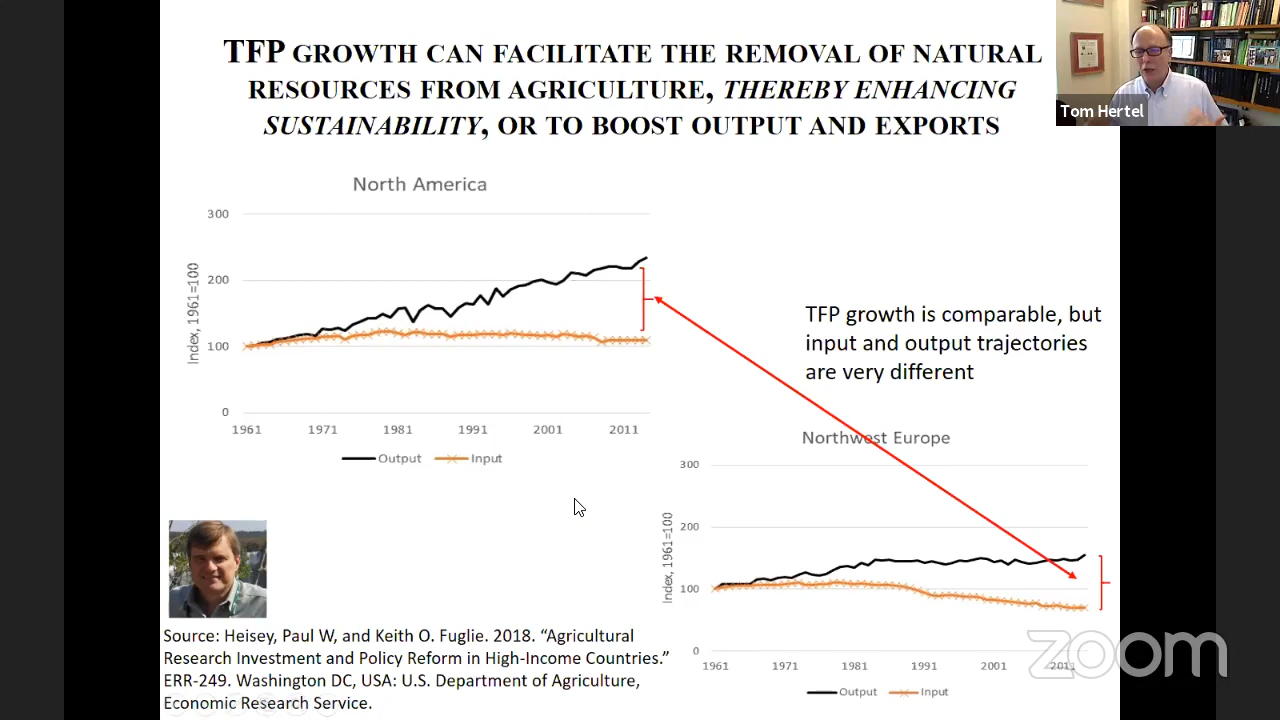 TFP GROWTH CAN FACILITATE THE REMOVAL OF NATURAL
RESOURCES FROM AGRICULTURE, THEREBY ENHANCING
SUSTAINABILITY, OR TO BOOST OUTPUT AND EXPORTS
Tom Hertel
North America
300
200
100
0
Index, 1961=100
1961 1971 1981 1991 2001 2011
Output Input
TFP growth is comparable, but
input and output trajectories
are very different
Northwest Europe
300
200
100
0
Index, 1961=100
1961 1971 1981 1991 2001 2011
Output Input
Source: Heisey, Paul W, and Keith O. Fuglie. 2018. “Agricultural
Research Investment and Policy Reform in High-Income Countries.”
ERR-249. Washington DC, USA: U.S. Department of Agriculture,
Economic Research Service.
zoom